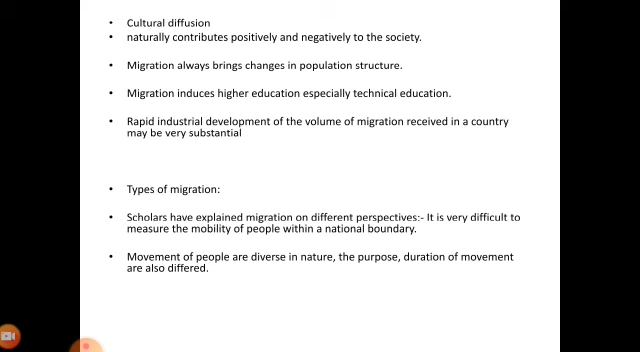 • Cultural diffusion
• naturally contributes positively and negatively to the society.
• Migration always brings changes in population structure.
• Migration induces higher education especially technical education.
• Rapid industrial development of the volume of migration received in a country
may be very substantial
• Types of migration:
• Scholars have explained migration on different perspectives:- It is very difficult to
measure the mobility of people within a national boundary.
• Movement of people are diverse in nature, the purpose, duration of movement
are also differed.